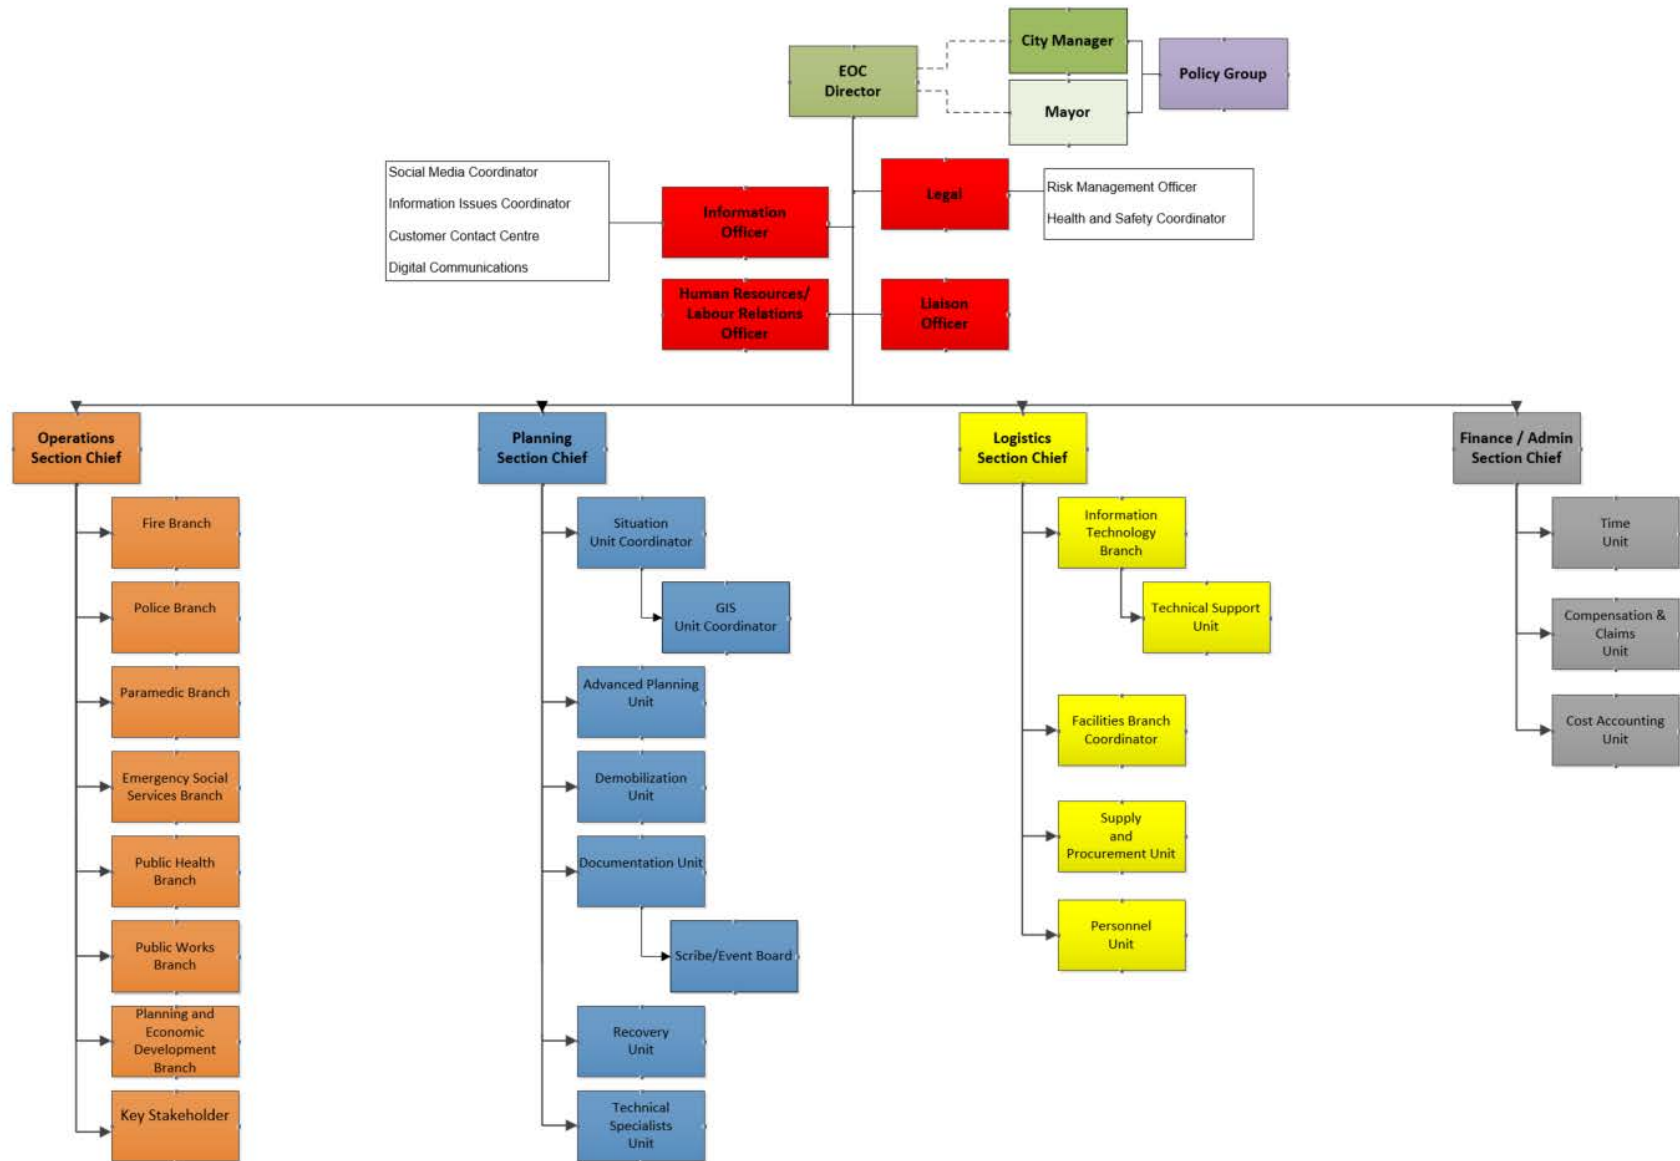 EOC
Director
City Manager
Mayor
Policy Group
Social Media Coordinator
Information Issues Coordinator
Customer Contact Centre
Digital Communications
Information
Officer
Legal
Risk Management Officer
Health and Safety Coordinator
Human Resources/
Labour Relations
Officer
Liaison
Officer
Operations
Section Chief
Fire Branch
Police Branch
Paramedic Branch
Emergency Social
Services Branch
Public Health
Branch
Public Works
Branch
Planning and
Economic
Development
Branch
Key Stakeholder
Planning
Section Chief
Situation
Unit Coordinator
GIS
Unit Coordinator
Advanced Planning
Unit
Demobilization
Unit
Documentation Unit
Scribe/Event Board
Recovery
Unit
Technical
Specialists
Unit
Logistics
Section Chief
Information
Technology
Branch
Technical Support
Unit
Facilities Branch
Coordinator
Supply
and
Procurement Unit
Personnel
Unit
Finance / Admin
Section Chief
Time
Unit
Compensation &
Claims
Unit
Cost Accounting
Unit